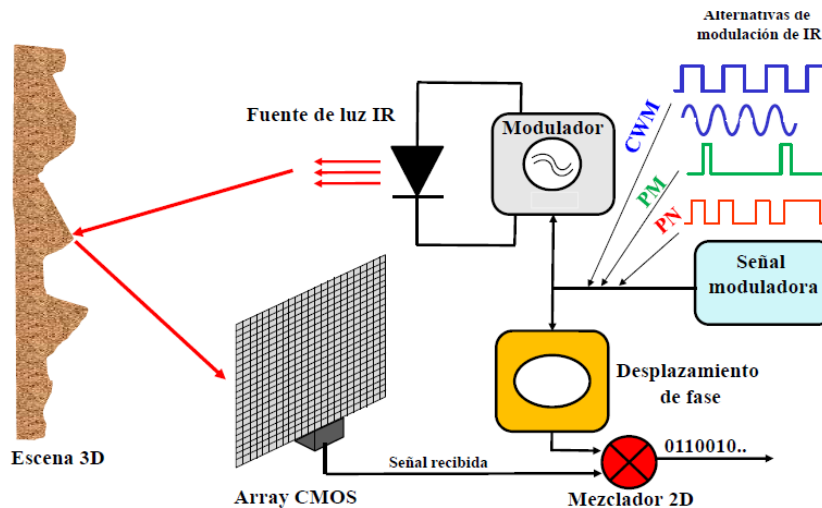 Alternativas de
modulación de IR
Fuente de luz IR
Modulador
CWM
PM
PN
Señal
moduladora
Desplazamiento
de fase
Escena 3D
Array CMOS
Señal recibida
0110010..
Mezclador 2D